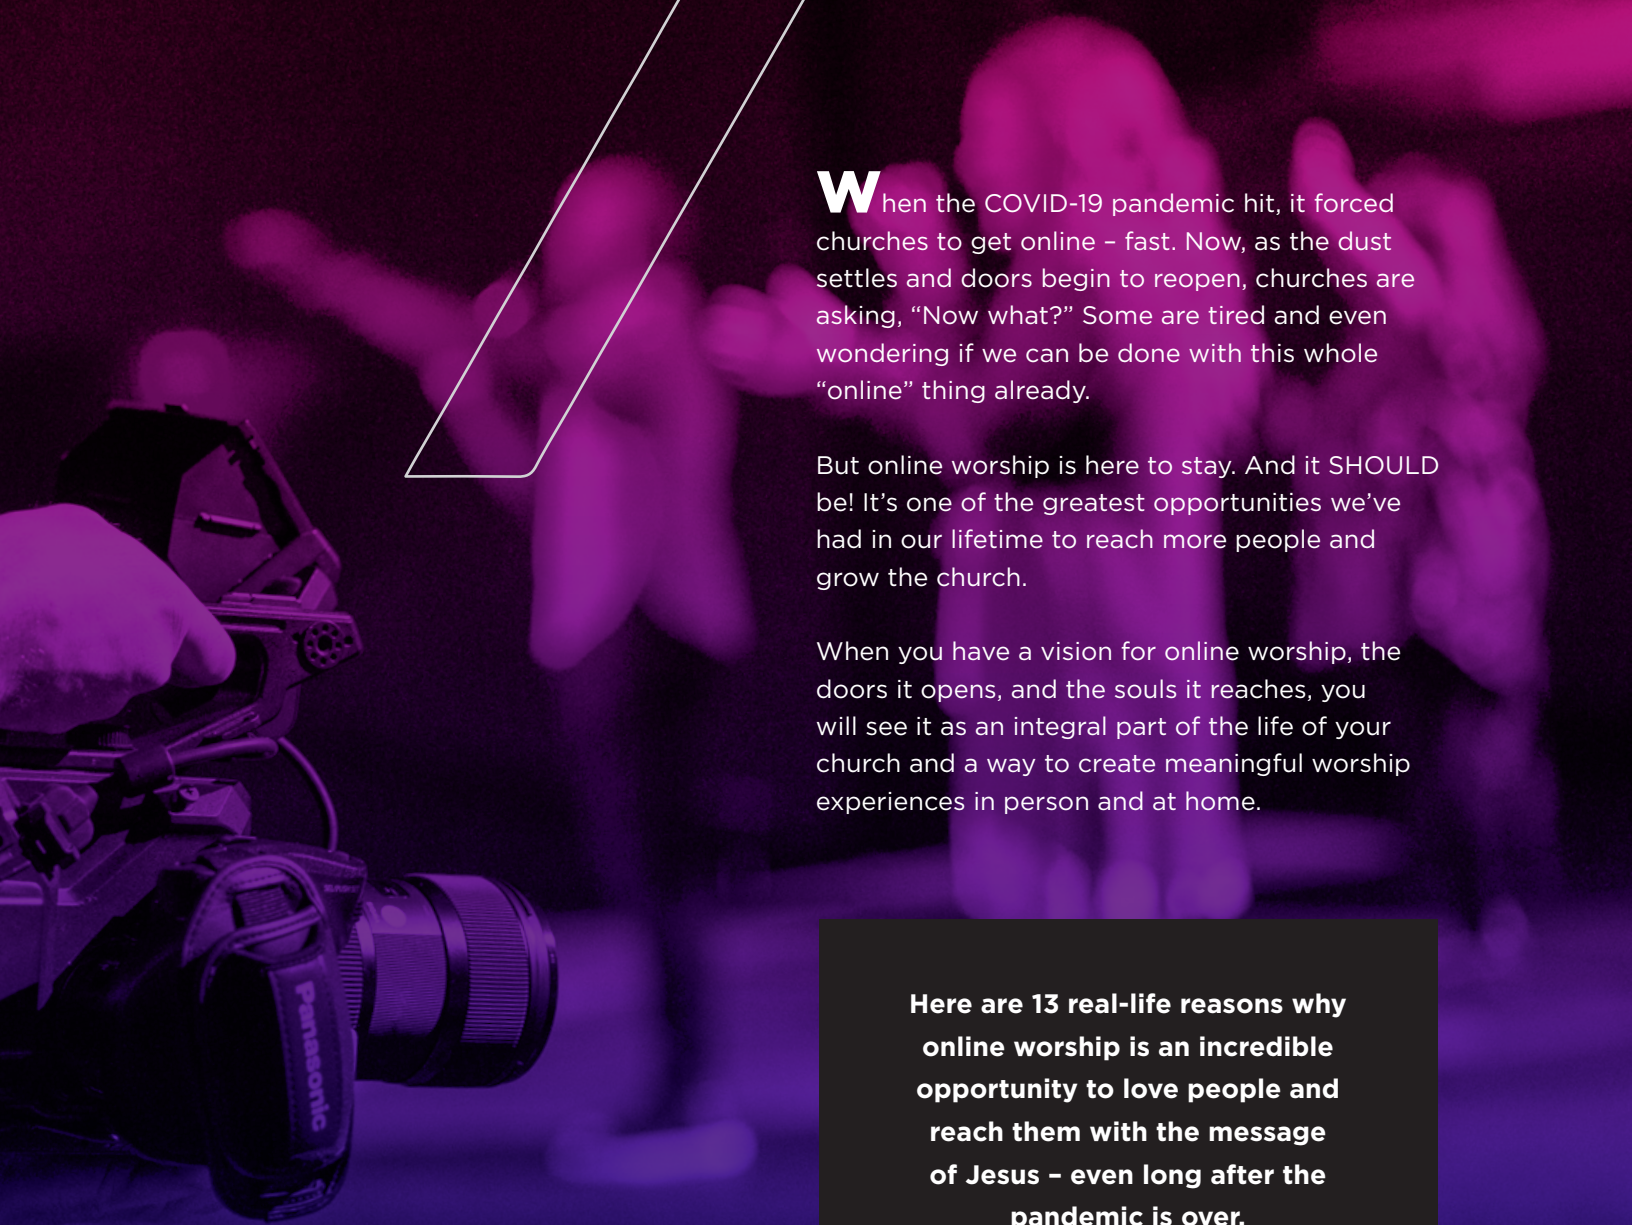 When the COVID-19 pandemic hit, it forced
churches to get online – fast. Now, as the dust
settles and doors begin to reopen, churches are
asking, “Now what?” Some are tired and even
wondering if we can be done with this whole
“online” thing already.
But online worship is here to stay. And it SHOULD
be! It’s one of the greatest opportunities we’ve
had in our lifetime to reach more people and
grow the church.
When you have a vision for online worship, the
doors it opens, and the souls it reaches, you
will see it as an integral part of the life of your
church and a way to create meaningful worship
experiences in person and at home.
Here are 13 real-life reasons why
online worship is an incredible
opportunity to love people and
reach them with the message
of Jesus – even long after the
pandemic is over.
Panasonic